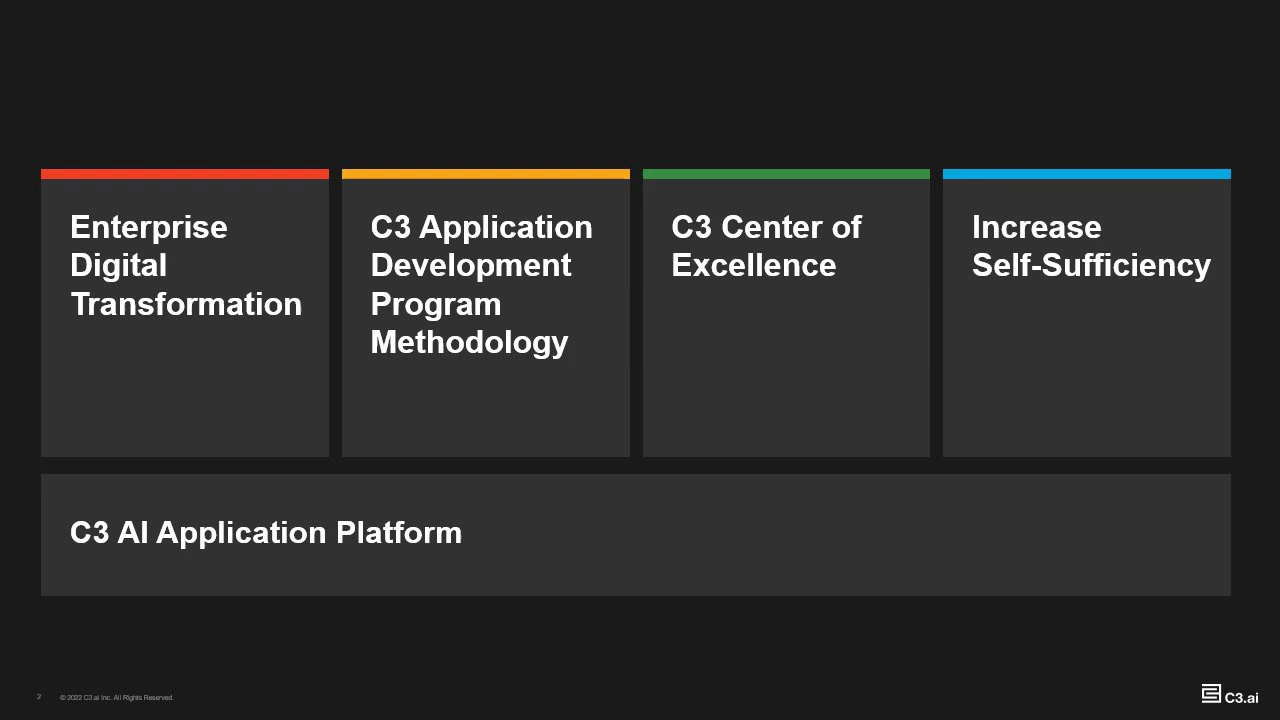 Enterprise
Digital
Transformation
C3 Application
Development
Program
Methodology
C3 Center of
Excellence
Increase
Self-Sufficiency
C3 AI Application Platform
2
© 2022 C3.ai Inc. All Rights Reserved.
C3.ai